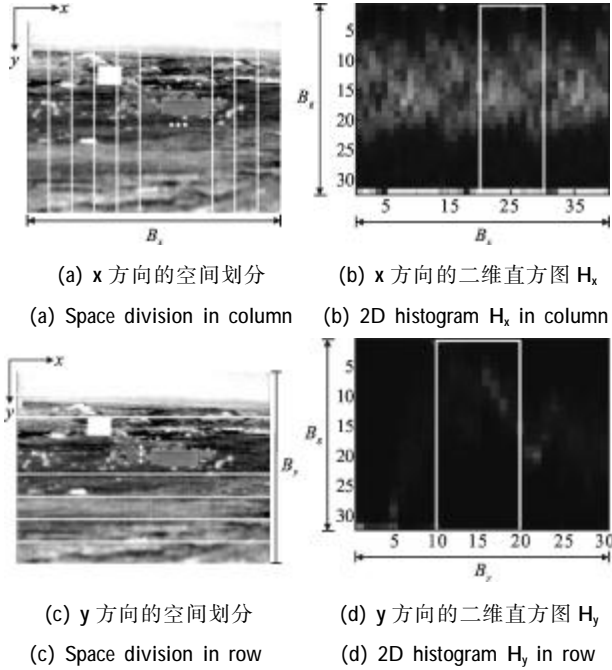 x
y
B_x
5
10
15
20
25
30
B_g
5 15 25 35
B_x
(a) x 方向的空间划分 (b) x 方向的二维直方图 H_x
(a) Space division in column (b) 2D histogram H_x in column
x
y
B_y
5
10
15
20
25
30
B_g
5 10 15 20 25 30
B_y
(c) y 方向的空间划分 (d) y 方向的二维直方图 H_y
(c) Space division in row (d) 2D histogram H_y in row